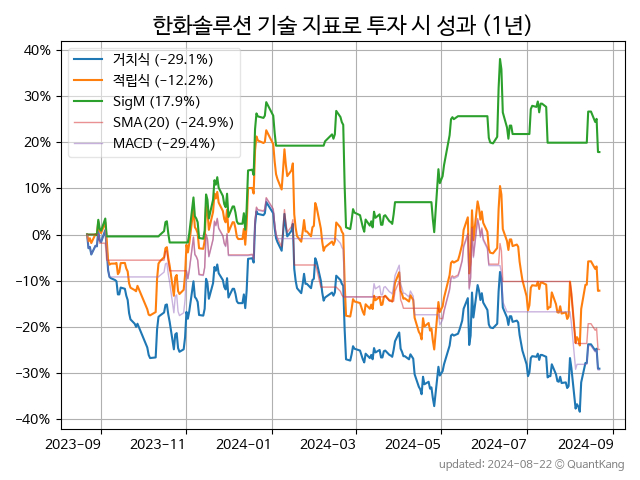 한화솔루션 기술 지표로 투자 시 성과 (1년)
거치식 (−29.1%)
적립식 (−12.2%)
SigM (17.9%)
SMA(20) (−24.9%)
MACD (−29.4%)
40%
30%
20%
10%
0%
−10%
−20%
−30%
−40%
2023-09 2023-11 2024-01 2024-03 2024-05 2024-07 2024-09
updated: 2024-08-22 © QuantKang